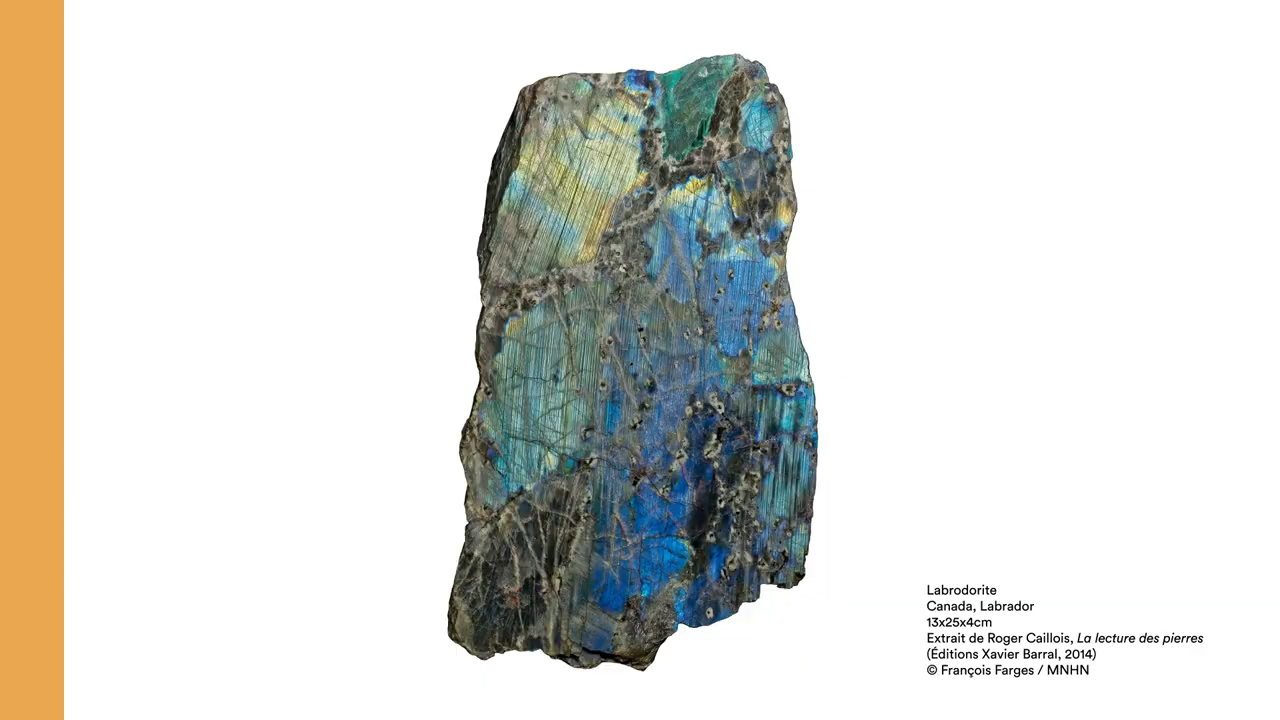 Labrodorite
Canada, Labrador
13x25x4cm
Extrait de Roger Caillois, La lecture des pierres
(Éditions Xavier Barral, 2014)
© François Farges / MNHN